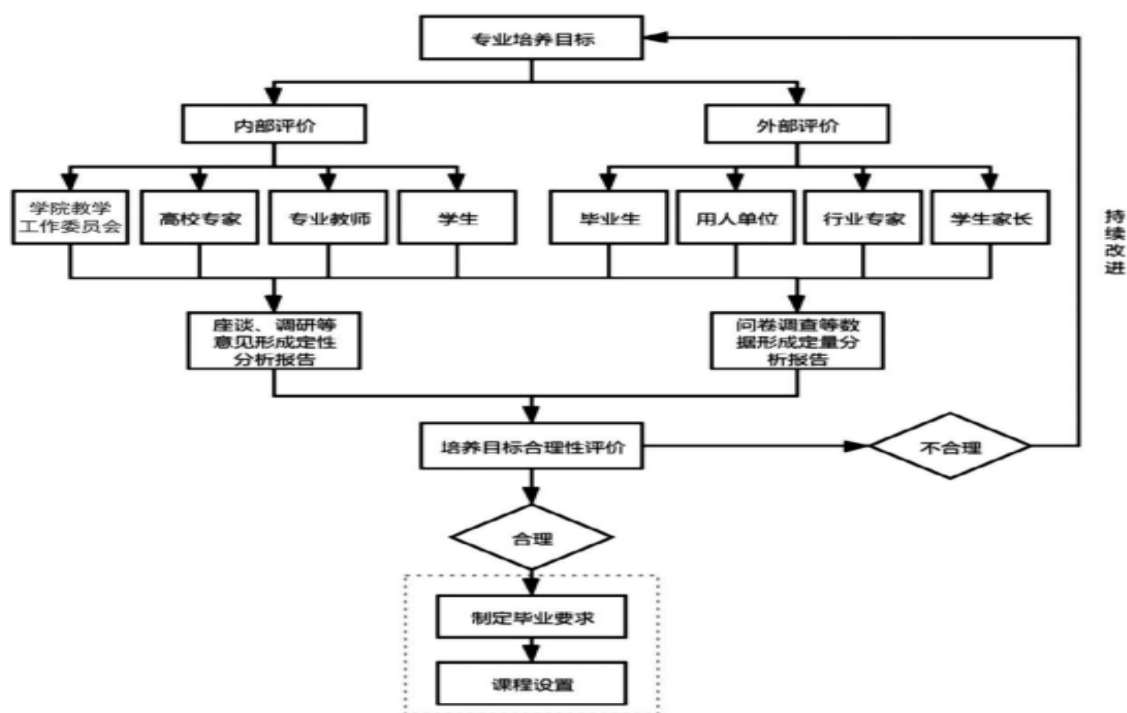 专业培养目标
内部评价
外部评价
学院教学
工作委员会
高校专家
专业教师
学生
毕业生
用人单位
行业专家
学生家长
持
续
改
进
座谈、调研等
意见形成定性
分析报告
问卷调查等数
据形成定量分
析报告
培养目标合理性评价
不合理
合理
制定毕业要求
课程设置